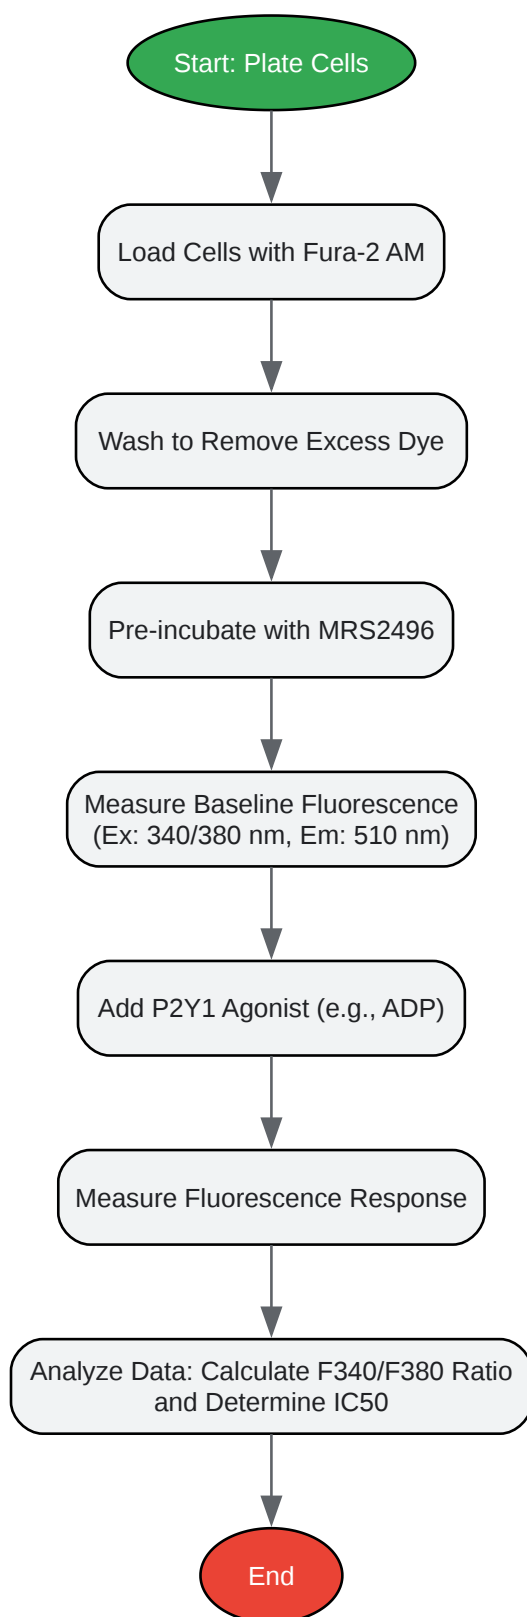 Start: Plate Cells
Load Cells with Fura-2 AM
Wash to Remove Excess Dye
Pre-incubate with MRS2496
Measure Baseline Fluorescence
(Ex: 340/380 nm, Em: 510 nm)
Add P2Y1 Agonist (e.g., ADP)
Measure Fluorescence Response
Analyze Data: Calculate F340/F380 Ratio
and Determine IC50
End